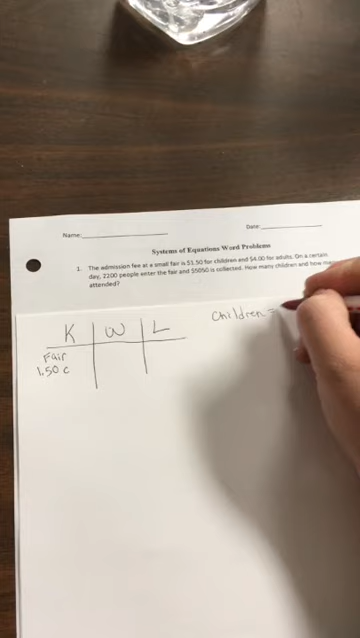 Name: Date:
Systems of Equations Word Problems
1. The admission fee at a small fair is $1.50 for children and $4.00 for adults. On a certain
day, 2200 people enter the fair and $5050 is collected. How many children and how
attended?
K W L
Fair
1.50 c
Children =